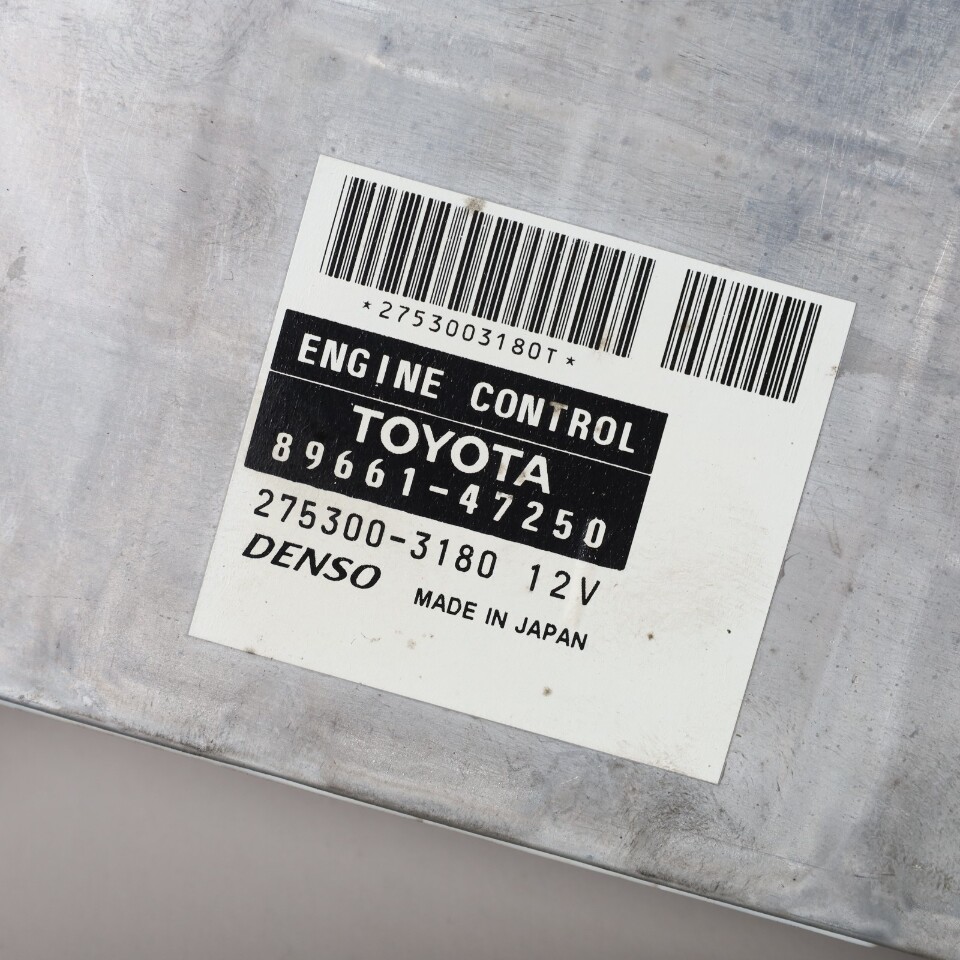 *2753003180T*
ENGINE CONTROL
TOYOTA
89661-47250
275300-3180 12V
DENSO MADE IN JAPAN